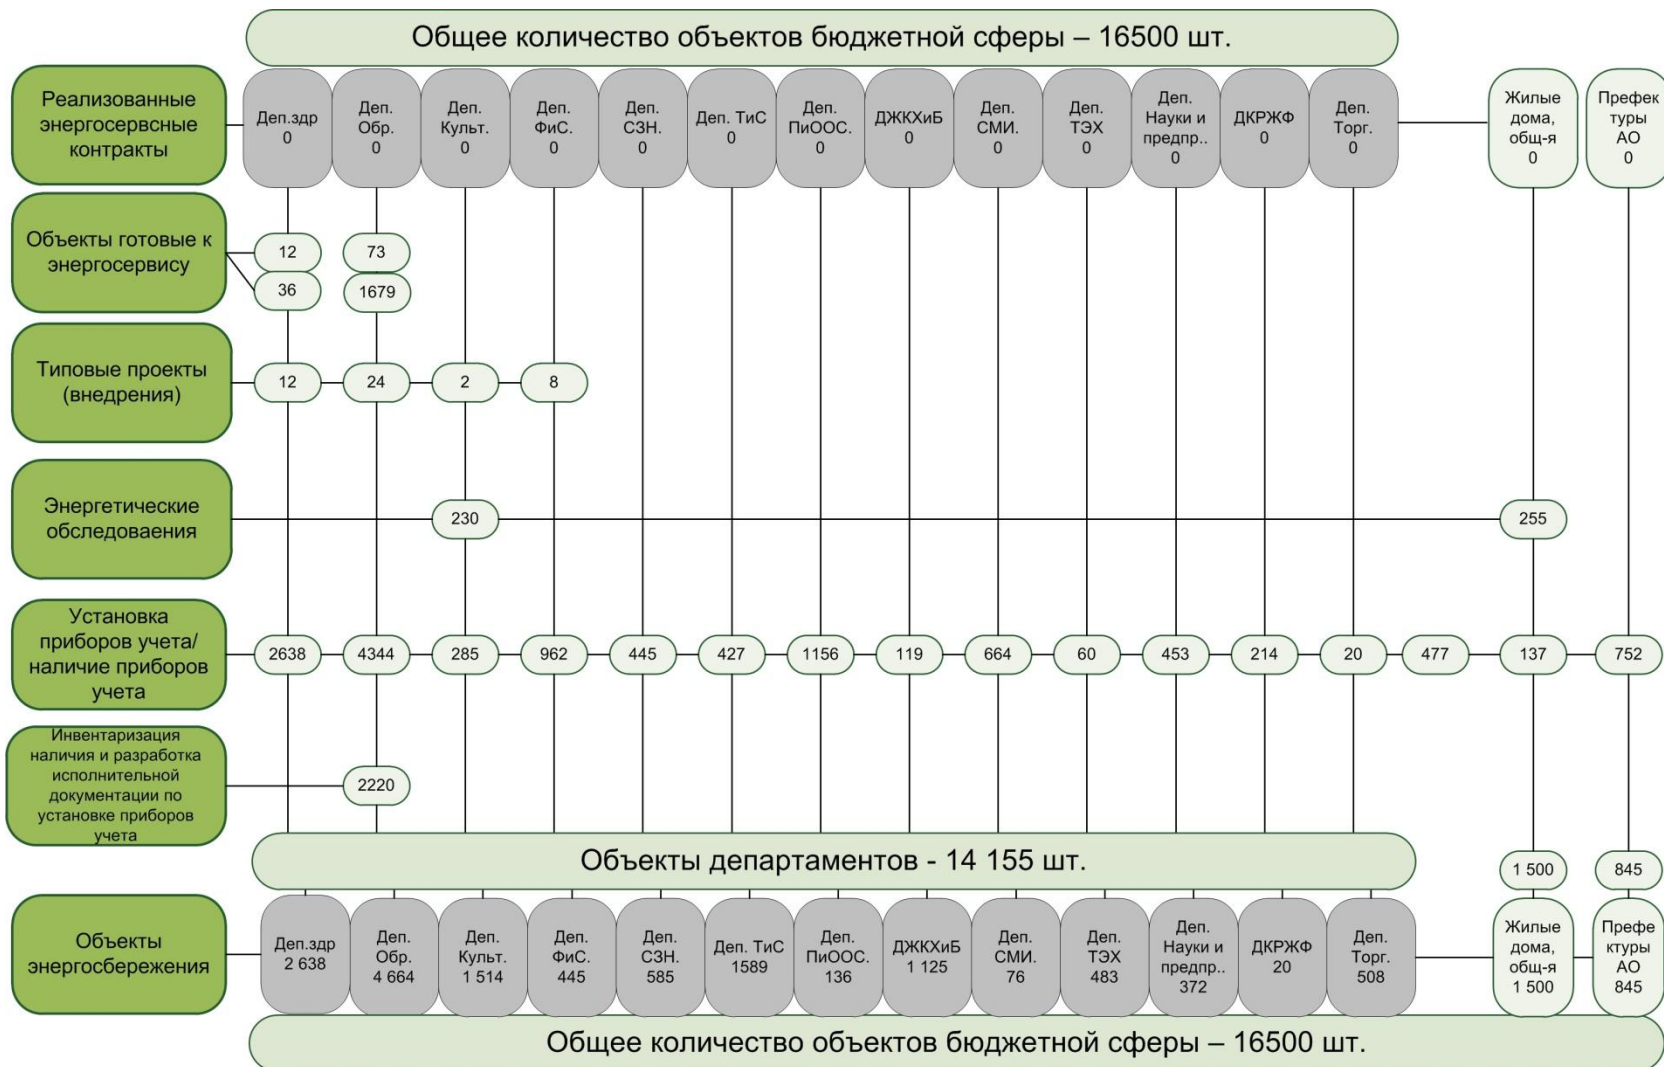 Общее количество объектов бюджетной сферы – 16500 шт.
Реализованные
энергосервсные
контракты
Деп.здр
0
Деп.
Обр.
0
Деп.
Культ.
0
Деп.
ФиС.
0
Деп.
СЗН.
0
Деп. ТиС
0
Деп.
ПиООС.
0
ДЖКХиБ
0
Деп.
СМИ.
0
Деп.
ТЭХ
0
Деп.
Науки и
предпр..
0
ДКРЖФ
0
Деп.
Торг.
0
Жилые
дома,
общ-я
0
Префек
туры
АО
0
Объекты готовые к
энергосервису
12
73
36
1679
Типовые проекты
(внедрения)
12
24
2
8
Энергетические
обследоваения
230
255
Установка
приборов учета/
наличие приборов
учета
2638
4344
285
962
445
427
1156
119
664
60
453
214
20
477
137
752
Инвентаризация
наличия и разработка
исполнительной
документации по
установке приборов
учета
2220
Объекты департаментов - 14 155 шт.
1 500
845
Объекты
энергосбережения
Деп.здр
2 638
Деп.
Обр.
4 664
Деп.
Культ.
1 514
Деп.
ФиС.
445
Деп.
СЗН.
585
Деп. ТиС
1589
Деп.
ПиООС.
136
ДЖКХиБ
1 125
Деп.
СМИ.
76
Деп.
ТЭХ
483
Деп.
Науки и
предпр..
372
ДКРЖФ
20
Деп.
Торг.
508
Жилые
дома,
общ-я
1 500
Префе
ктуры
АО
845
Общее количество объектов бюджетной сферы – 16500 шт.